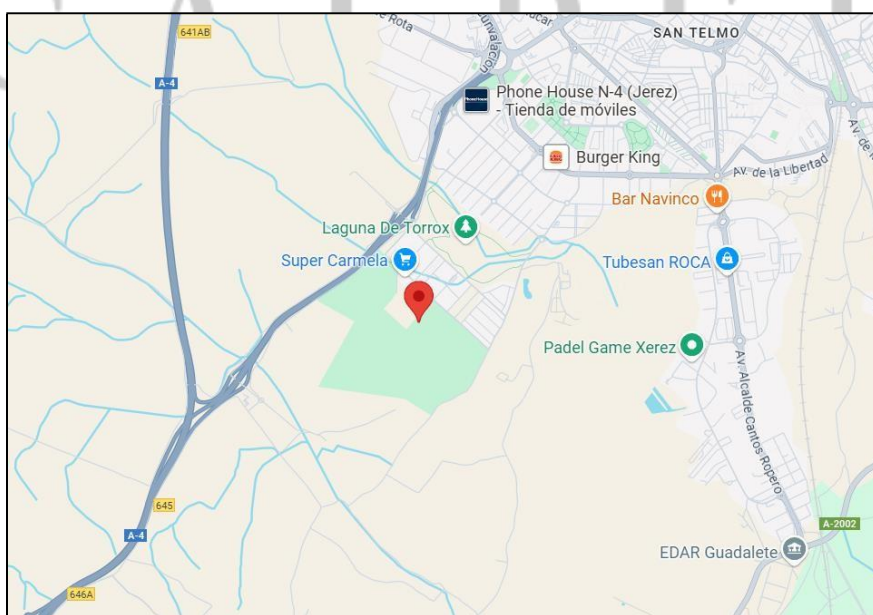 641AB
Rota
SAN TELMO
A-4
Phone House N-4 (Jerez)
- Tienda de móviles
Burger King
Av. de la Libertad
Bar Navinco
Laguna De Torrox
Super Carmela
Tubesan ROCA
Padel Game Xerez
Av. Alcalde Cantos Ropero
645
A-4
A-2002
EDAR Guadalete
646A